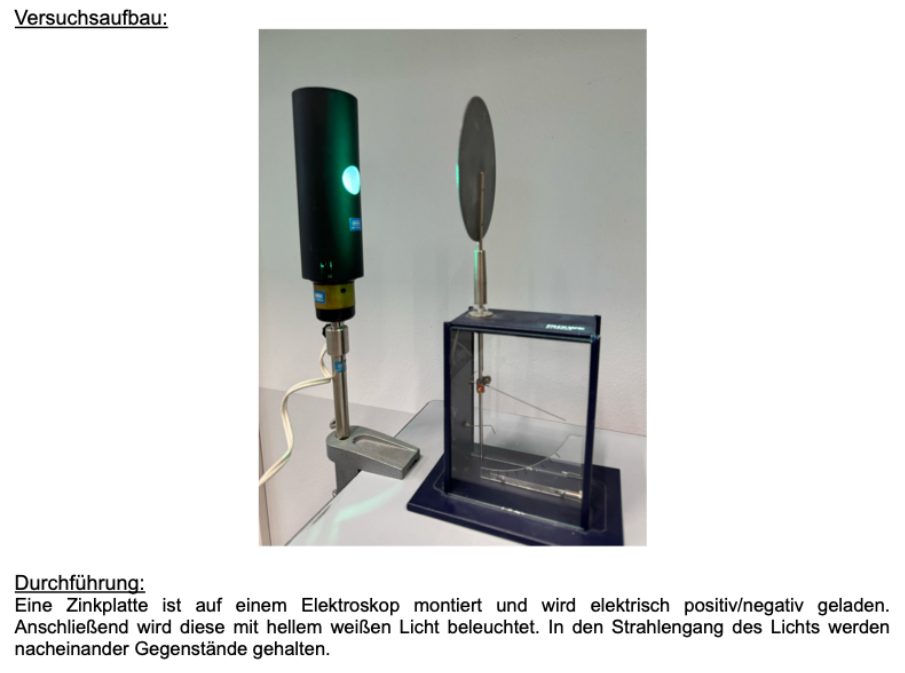 Versuchsaufbau:
Durchführung:
Eine Zinkplatte ist auf einem Elektroskop montiert und wird elektrisch positiv/negativ geladen.
Anschließend wird diese mit hellem weißen Licht beleuchtet. In den Strahlengang des Lichts werden
nacheinander Gegenstände gehalten.